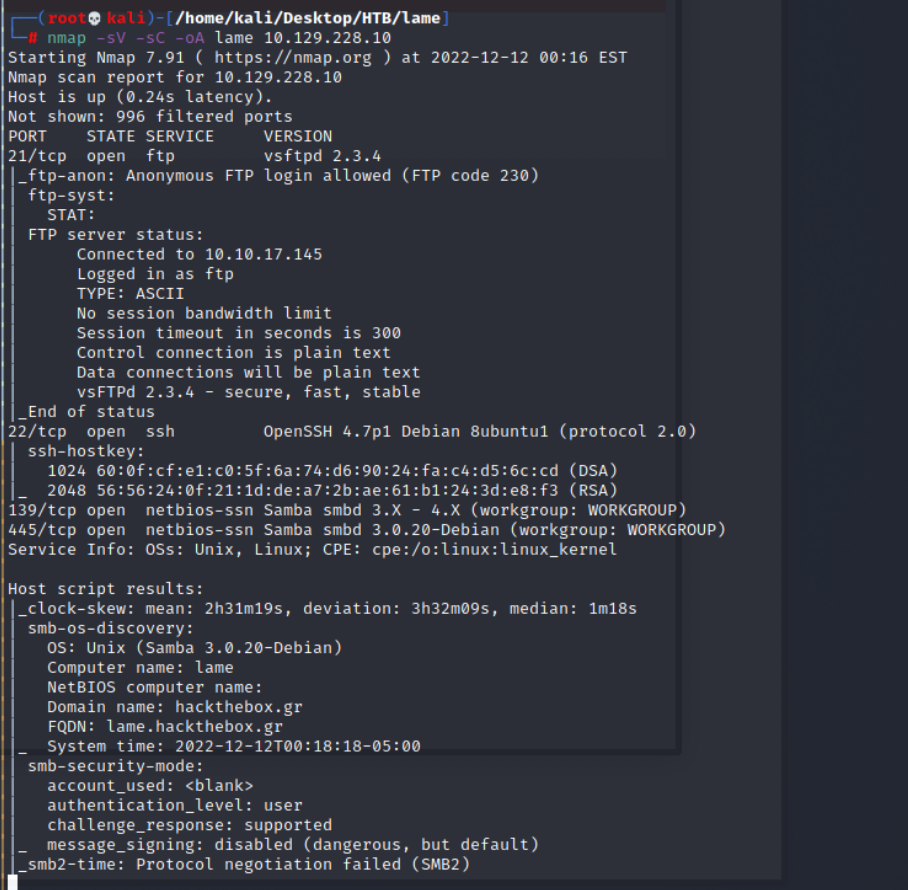 ┌──(root💀kali)-[/home/kali/Desktop/HTB/lame]
└─# nmap -sV -sC -oA lame 10.129.228.10
Starting Nmap 7.91 ( https://nmap.org ) at 2022-12-12 00:16 EST
Nmap scan report for 10.129.228.10
Host is up (0.24s latency).
Not shown: 996 filtered ports
PORT    STATE SERVICE     VERSION
21/tcp  open  ftp         vsftpd 2.3.4
|_ftp-anon: Anonymous FTP login allowed (FTP code 230)
| ftp-syst:
|   STAT:
| FTP server status:
|      Connected to 10.10.17.145
|      Logged in as ftp
|      TYPE: ASCII
|      No session bandwidth limit
|      Session timeout in seconds is 300
|      Control connection is plain text
|      Data connections will be plain text
|      vsFTPd 2.3.4 - secure, fast, stable
|_End of status
22/tcp  open  ssh         OpenSSH 4.7p1 Debian 8ubuntu1 (protocol 2.0)
| ssh-hostkey:
|   1024 60:0f:cf:e1:c0:5f:6a:74:d6:90:24:fa:c4:d5:6c:cd (DSA)
|_  2048 56:56:24:0f:21:1d:de:a7:2b:ae:61:b1:24:3d:e8:f3 (RSA)
139/tcp open  netbios-ssn Samba smbd 3.X - 4.X (workgroup: WORKGROUP)
445/tcp open  netbios-ssn Samba smbd 3.0.20-Debian (workgroup: WORKGROUP)
Service Info: OSs: Unix, Linux; CPE: cpe:/o:linux:linux_kernel

Host script results:
|_clock-skew: mean: 2h31m19s, deviation: 3h32m09s, median: 1m18s
| smb-os-discovery:
|   OS: Unix (Samba 3.0.20-Debian)
|   Computer name: lame
|   NetBIOS computer name:
|   Domain name: hackthebox.gr
|   FQDN: lame.hackthebox.gr
|_  System time: 2022-12-12T00:18:18-05:00
| smb-security-mode:
|   account_used: <blank>
|   authentication_level: user
|   challenge_response: supported
|_  message_signing: disabled (dangerous, but default)
|_smb2-time: Protocol negotiation failed (SMB2)